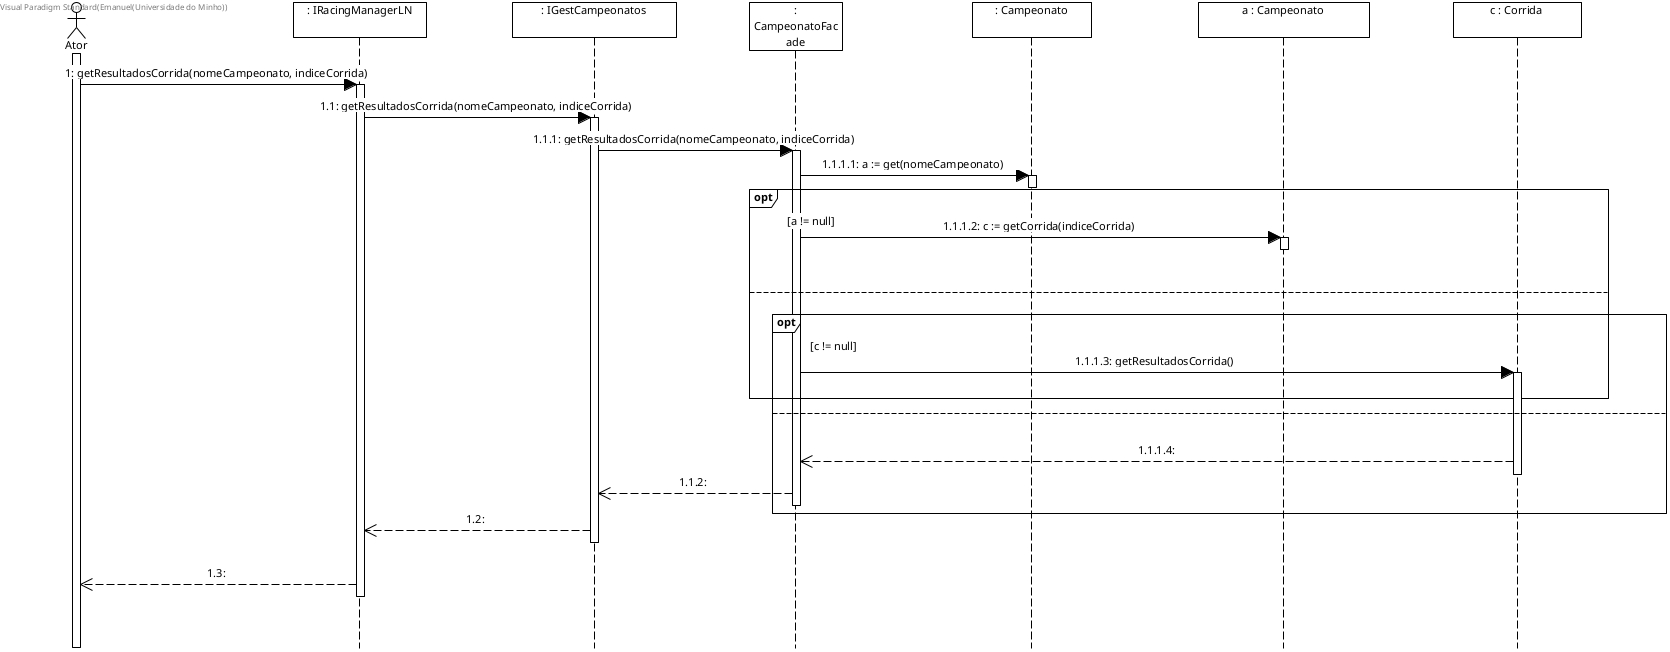 Visual Paradigm Standard(Emanuel(Universidade do Minho))
Ator
: IRacingManagerLN
: IGestCampeonatos
:
CampeonatoFac
ade
: Campeonato
a : Campeonato
c : Corrida
1: getResultadosCorrida(nomeCampeonato, indiceCorrida)
1.1: getResultadosCorrida(nomeCampeonato, indiceCorrida)
1.1.1: getResultadosCorrida(nomeCampeonato, indiceCorrida)
1.1.1.1: a := get(nomeCampeonato)
opt
[a != null]
1.1.1.2: c := getCorrida(indiceCorrida)
opt
[c != null]
1.1.1.3: getResultadosCorrida()
1.1.1.4:
1.1.2:
1.2:
1.3: